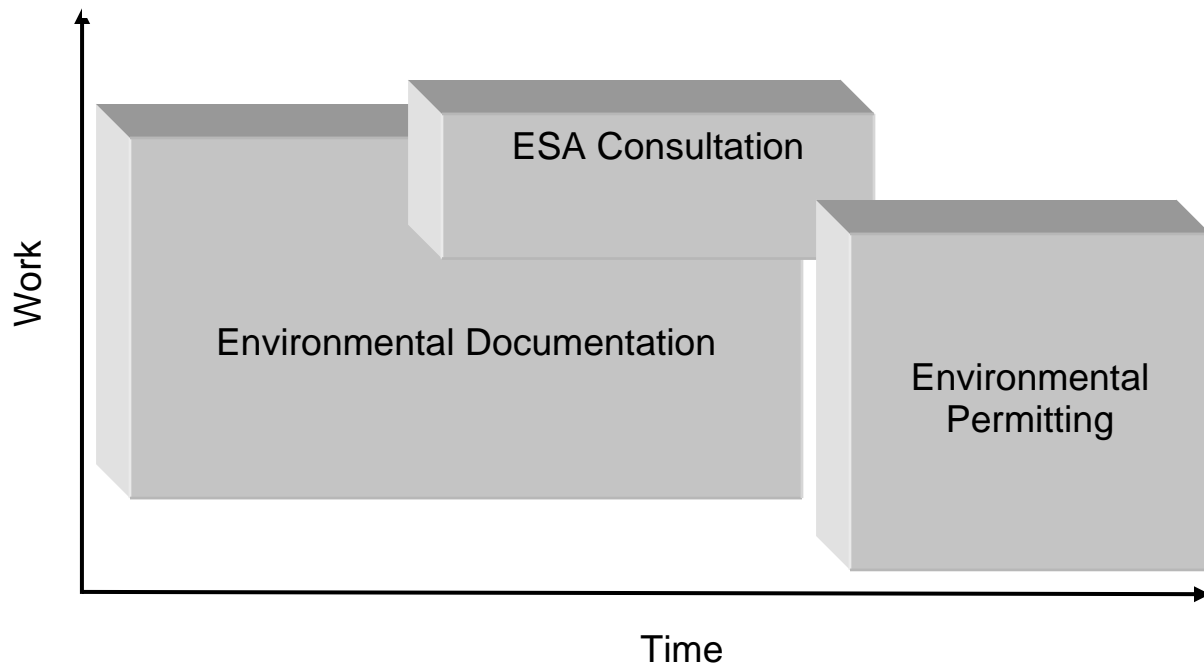 ESA Consultation
Work
Environmental Documentation
Environmental
Permitting
Time